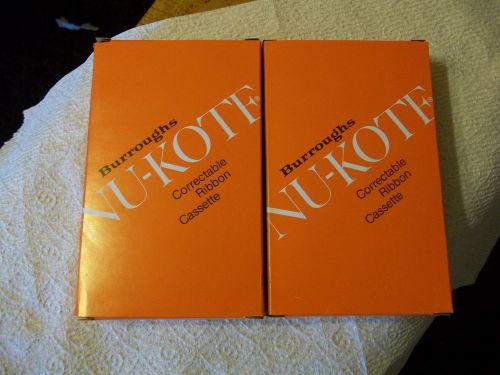 Burroughs
NU-KOTE®
Correctable
Ribbon
Cassette
Burroughs
NU-KOTE®
Correctable
Ribbon
Cassette